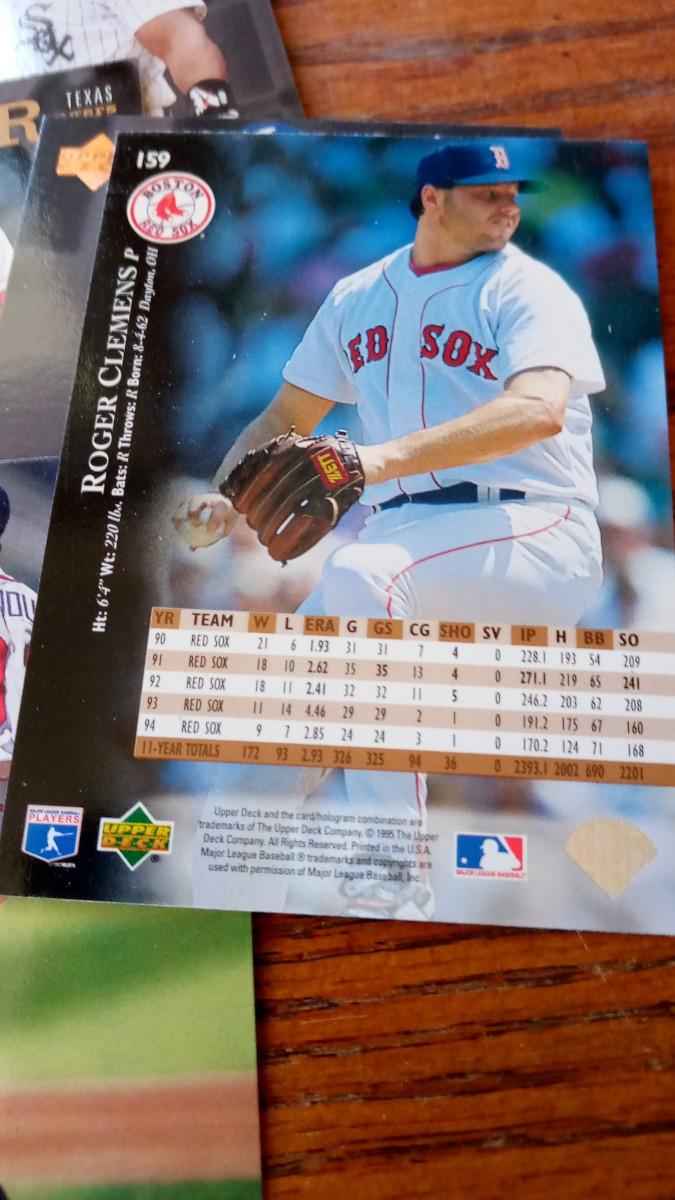 SOX
TEXAS
R
UPPER
159
BOSTON
RED SOX
ROGER CLEMENS P
Ht: 6'4" Wt: 220 lbs. Bats: R Throws: R Born: 8-4-62 Dayton, OH
B
ED SOX
YR TEAM W L ERA G GS CG SHO SV IP H BB SO
90 RED SOX 21 6 1.93 31 31 7 4 0 228.1 193 54 209
91 RED SOX 18 10 2.62 35 35 13 4 0 271.1 219 65 241
92 RED SOX 18 11 2.41 32 32 11 5 0 246.2 203 62 208
93 RED SOX 11 14 4.46 29 29 2 1 0 191.2 175 67 160
94 RED SOX 9 7 2.85 24 24 3 1 0 170.2 124 71 168
11-YEAR TOTALS 172 93 2.93 326 325 94 36 0 2393.1 2002 690 2201
MAJOR LEAGUE BASEBALL
PLAYERS
UPPER
DECK
®
Upper Deck and the card/hologram combination are
trademarks of The Upper Deck Company. © 1995 The Upper
Deck Company. All Rights Reserved. Printed in the U.S.A.
Major League Baseball ® trademarks and copyrights are
used with permission of Major League Baseball, Inc.
MAJOR LEAGUE BASEBALL